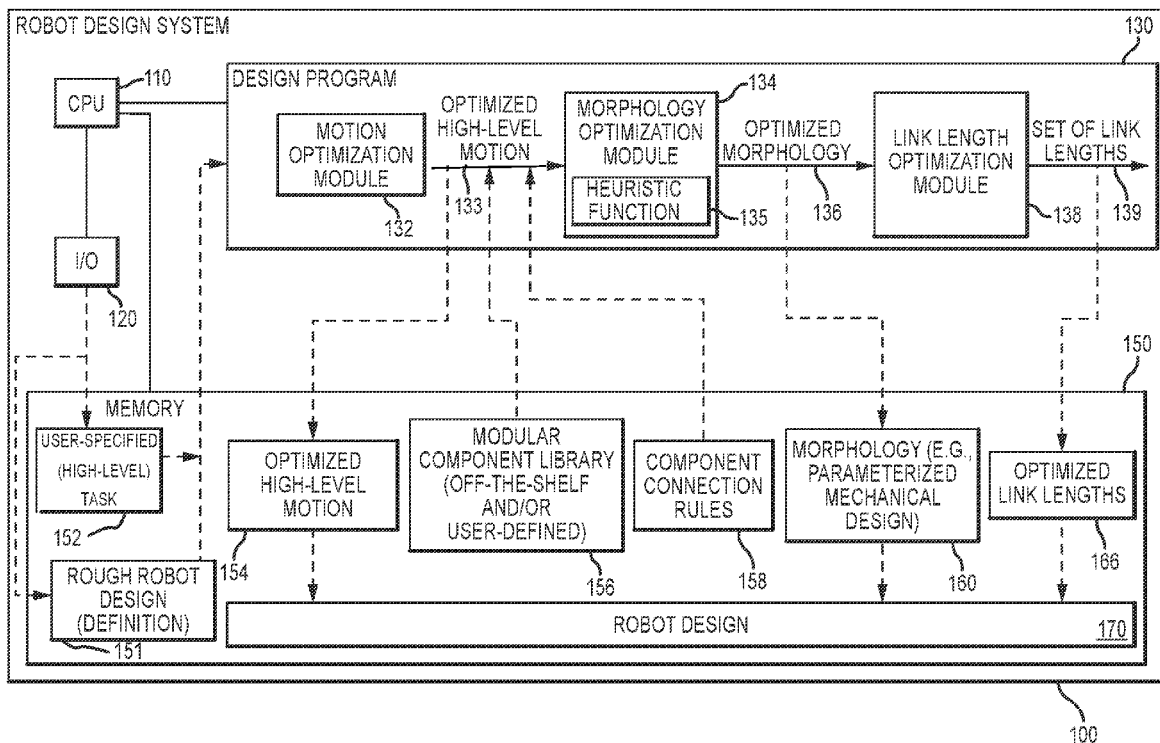 ROBOT DESIGN SYSTEM
130
110
CPU
DESIGN PROGRAM
134
MOTION
OPTIMIZATION
MODULE
132
OPTIMIZED
HIGH-LEVEL
MOTION
133
MORPHOLOGY
OPTIMIZATION
MODULE
HEURISTIC
FUNCTION
135
OPTIMIZED
MORPHOLOGY
136
LINK LENGTH
OPTIMIZATION
MODULE
138
SET OF LINK
LENGTHS
139
I/O
120
150
MEMORY
USER-SPECIFIED
(HIGH-LEVEL)
TASK
152
OPTIMIZED
HIGH-LEVEL
MOTION
154
MODULAR
COMPONENT LIBRARY
(OFF-THE-SHELF
AND/OR
USER-DEFINED)
156
COMPONENT
CONNECTION
RULES
158
MORPHOLOGY (E.G.,
PARAMETERIZED
MECHANICAL
DESIGN)
160
OPTIMIZED
LINK LENGTHS
166
ROUGH ROBOT
DESIGN
(DEFINITION)
151
ROBOT DESIGN
170
100